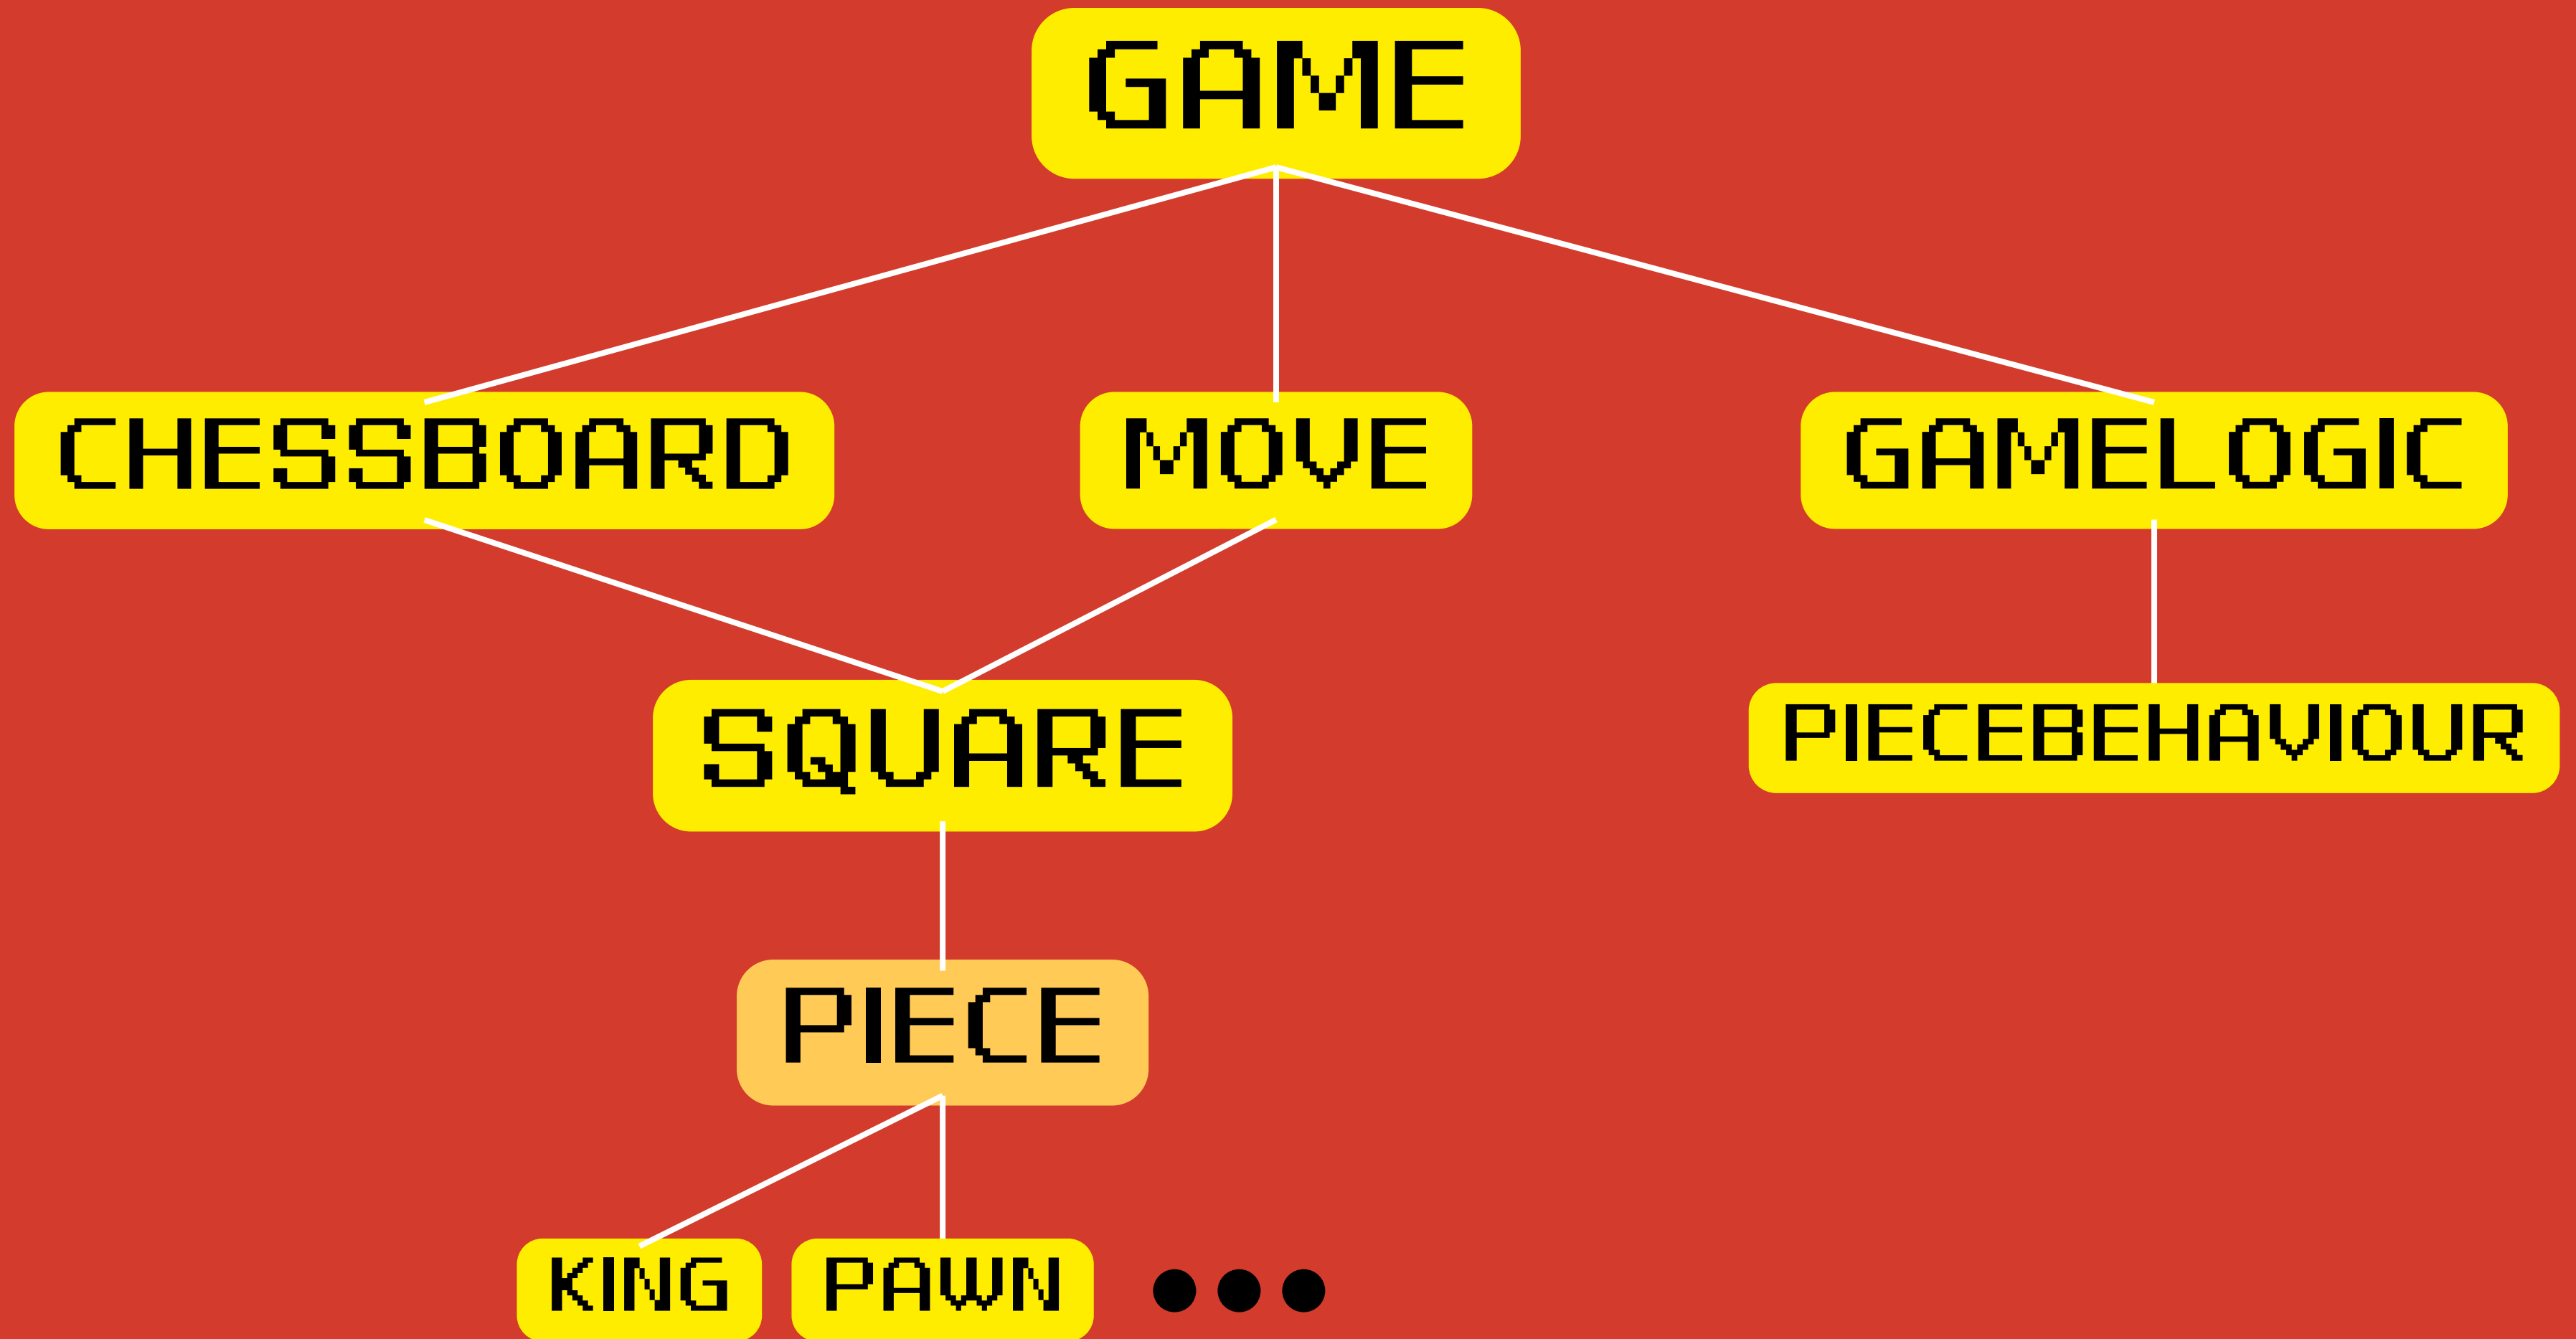 GAME
CHESSBOARD
MOVE
GAMELOGIC
SQUARE
PIECEBEHAVIOUR
PIECE
KING
PAWN
●●●